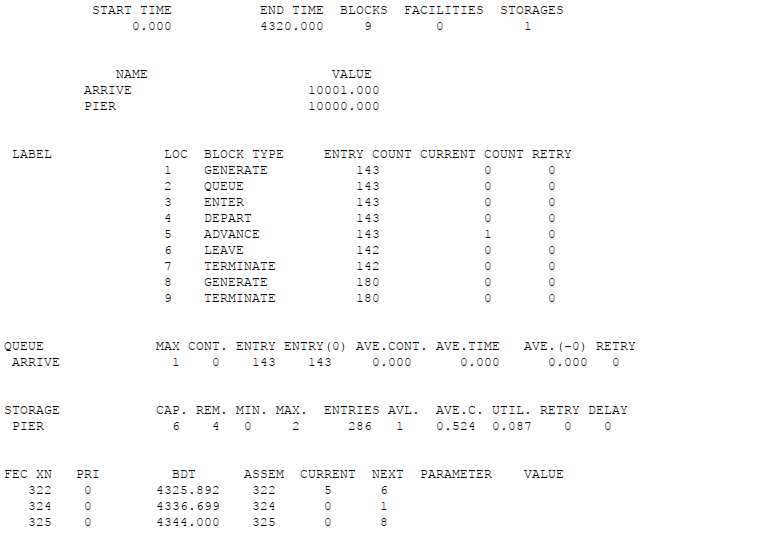 START TIME END TIME BLOCKS FACILITIES STORAGES
0.000 4320.000 9 0 1
NAME VALUE
ARRIVE 10001.000
PIER 10000.000
LABEL LOC BLOCK TYPE ENTRY COUNT CURRENT COUNT RETRY
1 GENERATE 143 0 0
2 QUEUE 143 0 0
3 ENTER 143 0 0
4 DEPART 143 0 0
5 ADVANCE 143 1 0
6 LEAVE 142 0 0
7 TERMINATE 142 0 0
8 GENERATE 180 0 0
9 TERMINATE 180 0 0
QUEUE MAX CONT. ENTRY ENTRY(0) AVE.CONT. AVE.TIME AVE.(-0) RETRY
ARRIVE 1 0 143 143 0.000 0.000 0.000 0
STORAGE CAP. REM. MIN. MAX. ENTRIES AVL. AVE.C. UTIL. RETRY DELAY
PIER 6 4 0 2 286 1 0.524 0.087 0 0
FEC XN PRI BDT ASSEM CURRENT NEXT PARAMETER VALUE
322 0 4325.892 322 5 6
324 0 4336.699 324 0 1
325 0 4344.000 325 0 8